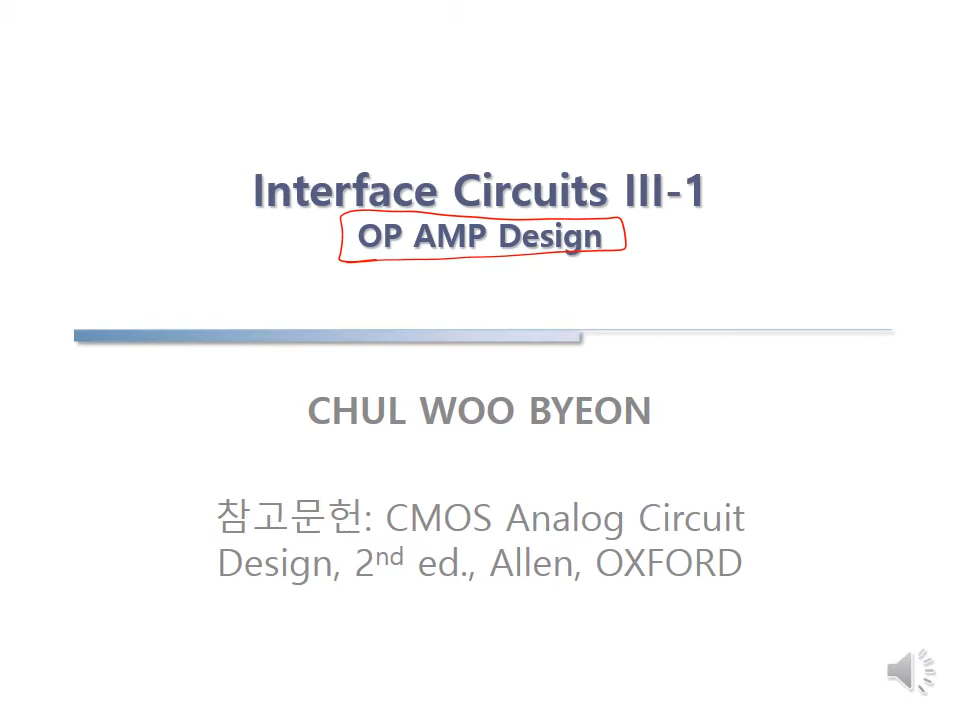 Interface Circuits III-1
OP AMP Design
CHUL WOO BYEON
참고문헌: CMOS Analog Circuit
Design, 2nd ed., Allen, OXFORD